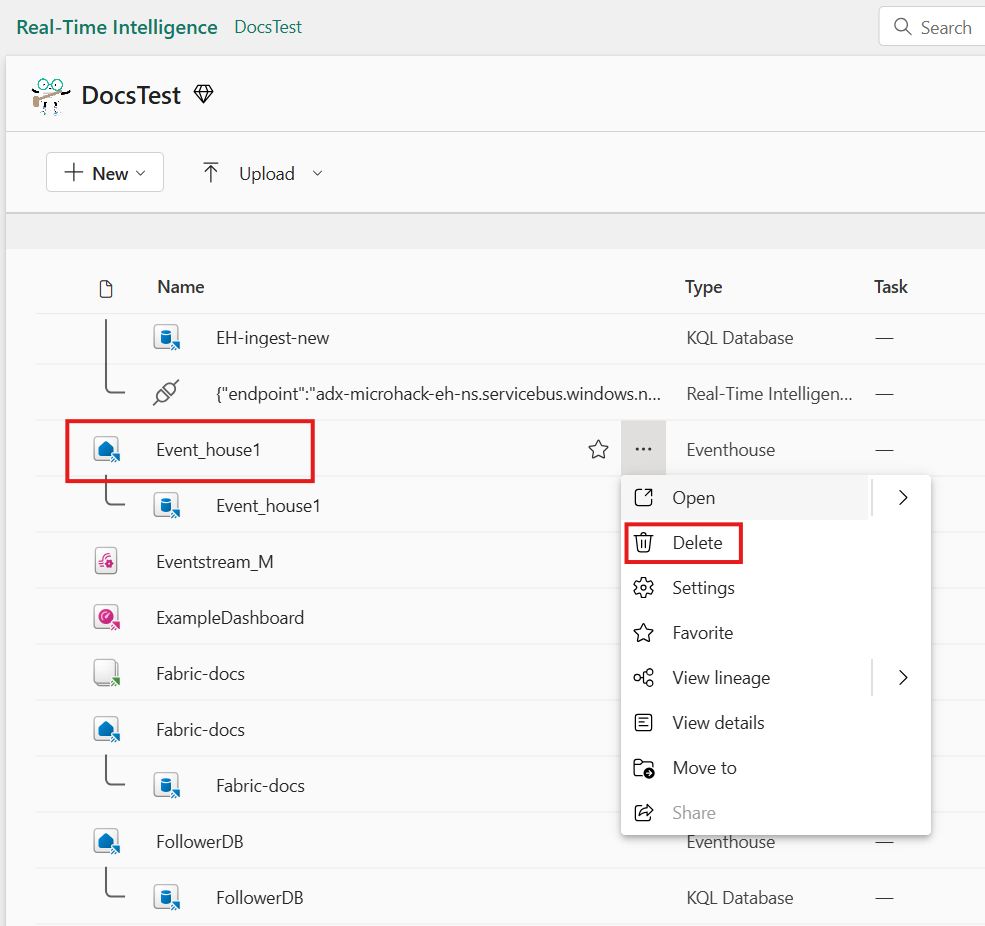 Real-Time Intelligence DocsTest Search
DocsTest
New Upload
Name Type Task
EH-ingest-new KQL Database —
{"endpoint":"adx-microhack-eh-ns.servicebus.windows.n... Real-Time Intelligen... —
Event_house1 ... Eventhouse —
Open
Event_house1
Delete
Eventstream_M
Settings
ExampleDashboard
Favorite
Fabric-docs
View lineage
Fabric-docs
View details
Move to
Fabric-docs
Share
FollowerDB Eventhouse —
FollowerDB KQL Database —